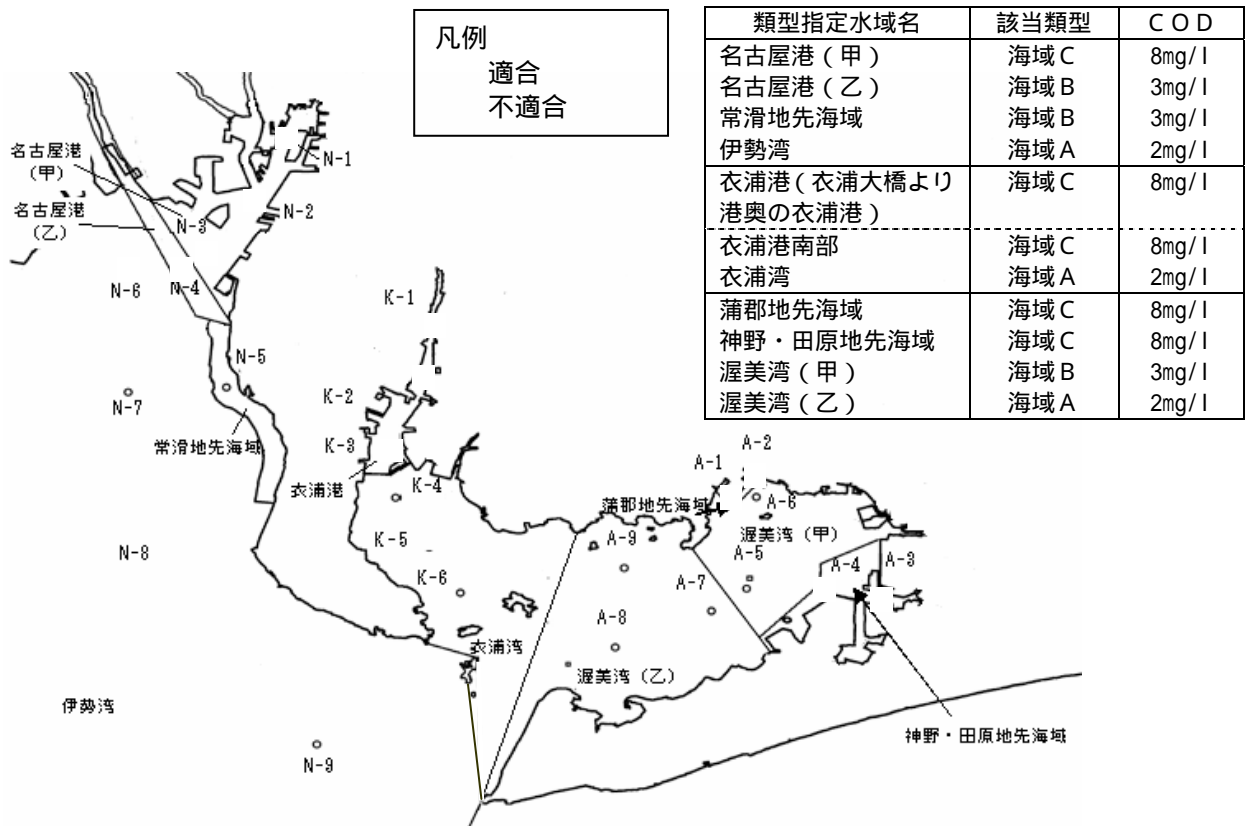 凡例
適合
不適合
類型指定水域名 該当類型 ＣＯＤ
名古屋港（甲） 海域Ｃ 8mg/l
名古屋港（乙） 海域Ｂ 3mg/l
常滑地先海域 海域Ｂ 3mg/l
伊勢湾 海域Ａ 2mg/l
衣浦港（衣浦大橋より 海域Ｃ 8mg/l
港奥の衣浦港）
衣浦港南部 海域Ｃ 8mg/l
衣浦湾 海域Ａ 2mg/l
蒲郡地先海域 海域Ｃ 8mg/l
神野・田原地先海域 海域Ｃ 8mg/l
渥美湾（甲） 海域Ｂ 3mg/l
渥美湾（乙） 海域Ａ 2mg/l
名古屋港
（甲）
名古屋港
（乙）
N-1
N-2
N-3
N-4
N-6
K-1
N-5
N-7
K-2
常滑地先海域
K-3
衣浦港
K-4
A-2
A-1
蒲郡地先海域
A-6
渥美湾（甲）
N-8
K-5
A-9
A-5
A-3
A-4
K-6
A-7
A-8
衣浦湾
渥美湾（乙）
伊勢湾
神野・田原地先海域
N-9